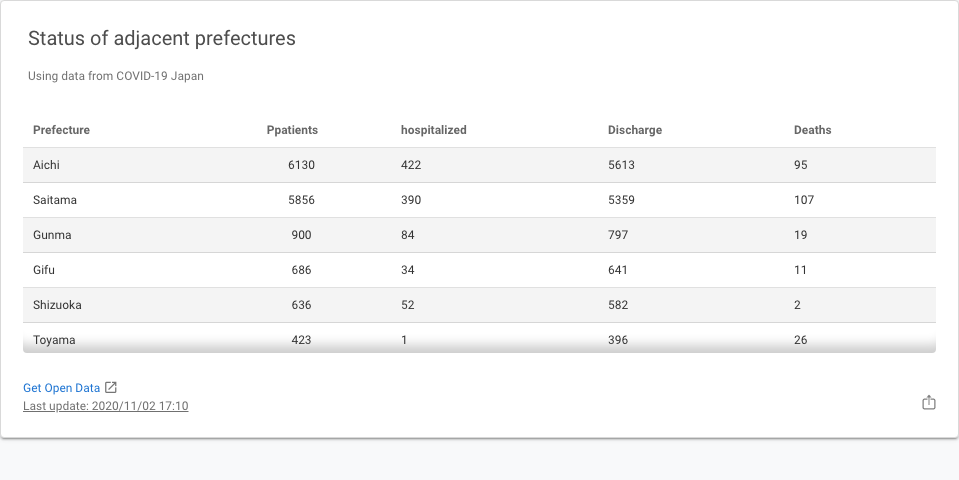 Status of adjacent prefectures
Using data from COVID-19 Japan
Prefecture Ppatients hospitalized Discharge Deaths
Aichi 6130 422 5613 95
Saitama 5856 390 5359 107
Gunma 900 84 797 19
Gifu 686 34 641 11
Shizuoka 636 52 582 2
Toyama 423 1 396 26
Get Open Data
Last update: 2020/11/02 17:10